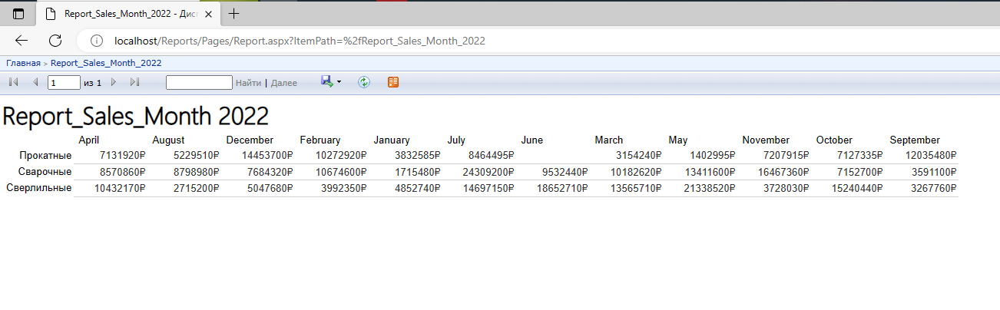 Report_Sales_Month_2022 - Дисп
localhost/Reports/Pages/Report.aspx?ItemPath=%2fReport_Sales_Month_2022
Главная > Report_Sales_Month_2022
1 из 1 Найти | Далее
Report_Sales_Month 2022
April August December February January July June March May November October September
Прокатные 7131920₽ 5229510₽ 14453700₽ 10272920₽ 3832585₽ 8464495₽ 3154240₽ 1402995₽ 7207915₽ 7127335₽ 12035480₽
Сварочные 8570860₽ 8798980₽ 7684320₽ 10674600₽ 1715480₽ 24309200₽ 9532440₽ 10182620₽ 13411600₽ 16467360₽ 7152700₽ 3591100₽
Сверлильные 10432170₽ 2715200₽ 5047680₽ 3992350₽ 4852740₽ 14697150₽ 18652710₽ 13565710₽ 21338520₽ 3728030₽ 15240440₽ 3267760₽